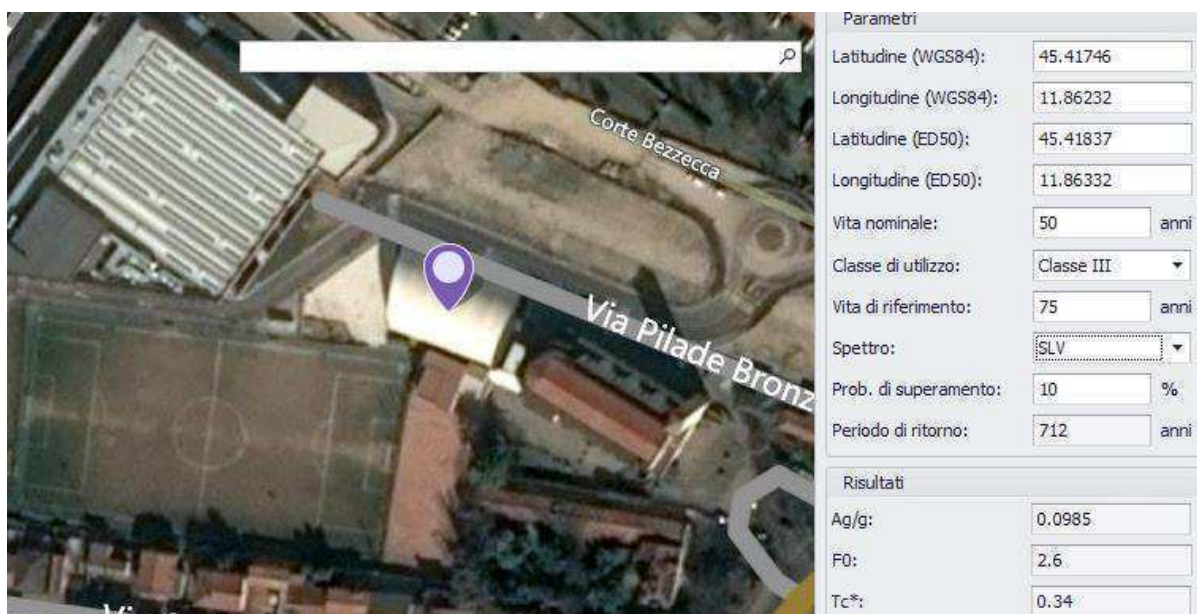 Corte Bezzecca
Via Pilade Bronz
Parametri
Latitudine (WGS84): 45.41746
Longitudine (WGS84): 11.86232
Latitudine (ED50): 45.41837
Longitudine (ED50): 11.86332
Vita nominale: 50 anni
Classe di utilizzo: Classe III
Vita di riferimento: 75 anni
Spettro: SLV
Prob. di superamento: 10 %
Periodo di ritorno: 712 anni
Risultati
Ag/g: 0.0985
F0: 2.6
Tc*: 0.34